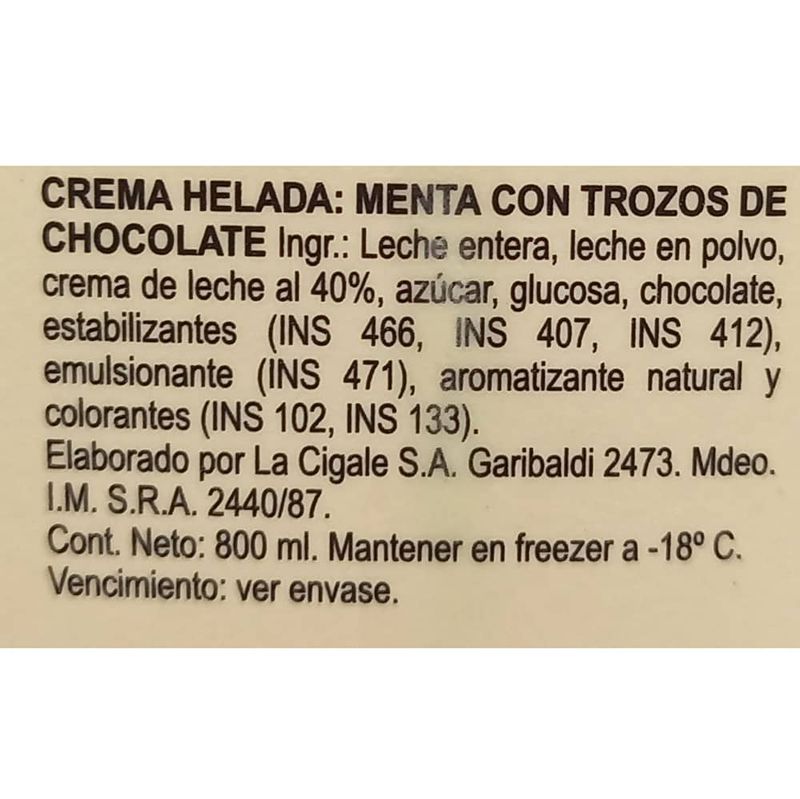 CREMA HELADA: MENTA CON TROZOS DE
CHOCOLATE Ingr.: Leche entera, leche en polvo,
crema de leche al 40%, azúcar, glucosa, chocolate,
estabilizantes (INS 466, INS 407, INS 412),
emulsionante (INS 471), aromatizante natural y
colorantes (INS 102, INS 133).
Elaborado por La Cigale S.A. Garibaldi 2473. Mdeo.
I.M. S.R.A. 2440/87.
Cont. Neto: 800 ml. Mantener en freezer a -18º C.
Vencimiento: ver envase.